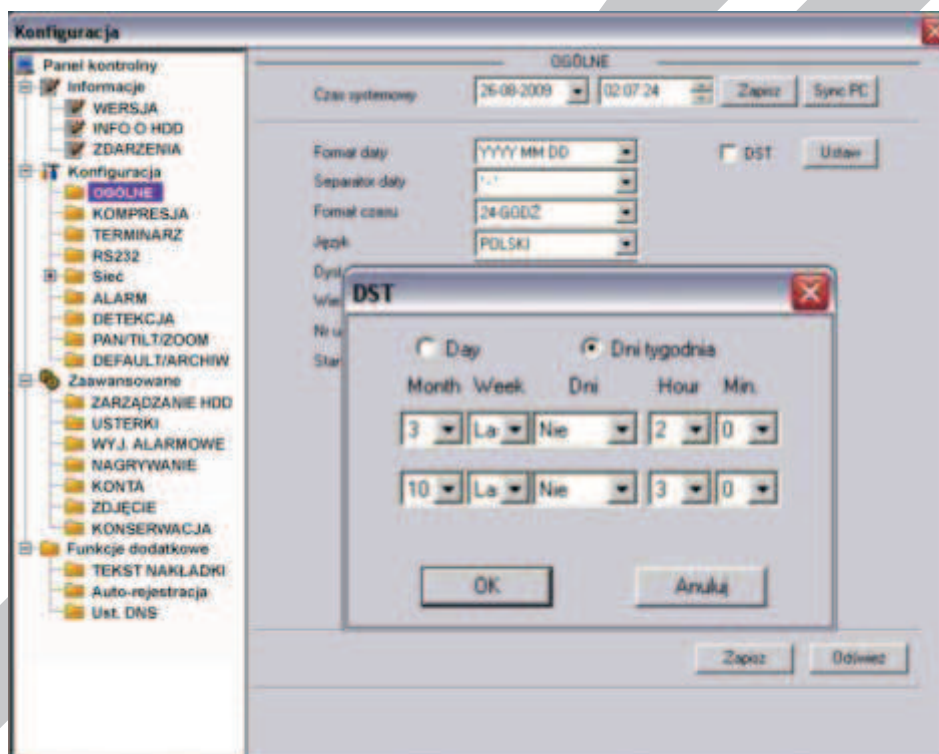 Konfiguracja
Panel kontrolny
Informacje
WERSJA
INFO O HDD
ZDARZENIA
Konfiguracja
OGÓLNE
KOMPRESJA
TERMINARZ
RS232
Sieć
ALARM
DETEKCJA
PAN/TILT/ZOOM
DEFAULT/ARCHIW
Zaawansowane
ZARZĄDZANIE HDD
USTERKI
WYJ. ALARMOWE
NAGRYWANIE
KONTA
ZDJĘCIE
KONSERWACJA
Funkcje dodatkowe
TEKST NAKŁADKI
Auto-rejestracja
Ust. DNS
OGÓLNE
Czas systemowy 26-08-2009 02:07:24 Zapisz Sync PC
Format daty YYYY MM DD DST Ustaw
Separator daty '-'
Format czasu 24-GODZ
Język POLSKI
Dyst
Wie
Nr u
Star
DST
Day Dni tygodnia
Month Week Dni Hour Min.
3 La Nie 2 0
10 La Nie 3 0
OK Anuluj
Zapisz Odśwież